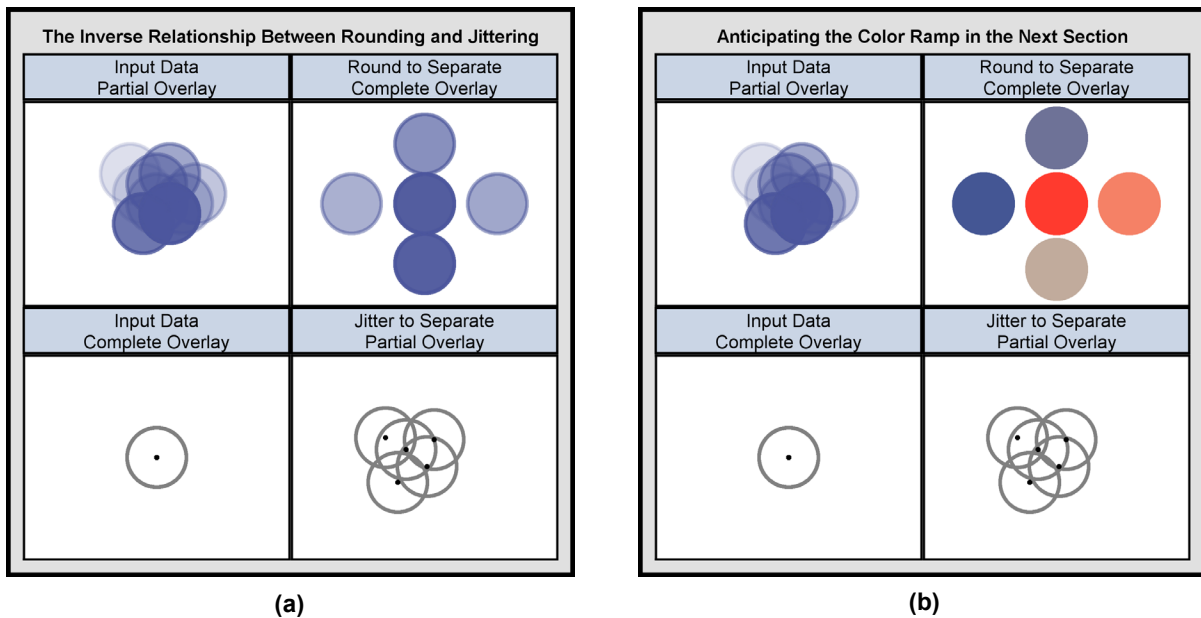 The Inverse Relationship Between Rounding and Jittering
Input Data
Partial Overlay
Round to Separate
Complete Overlay
Input Data
Complete Overlay
Jitter to Separate
Partial Overlay
(a)
Anticipating the Color Ramp in the Next Section
Input Data
Partial Overlay
Round to Separate
Complete Overlay
Input Data
Complete Overlay
Jitter to Separate
Partial Overlay
(b)